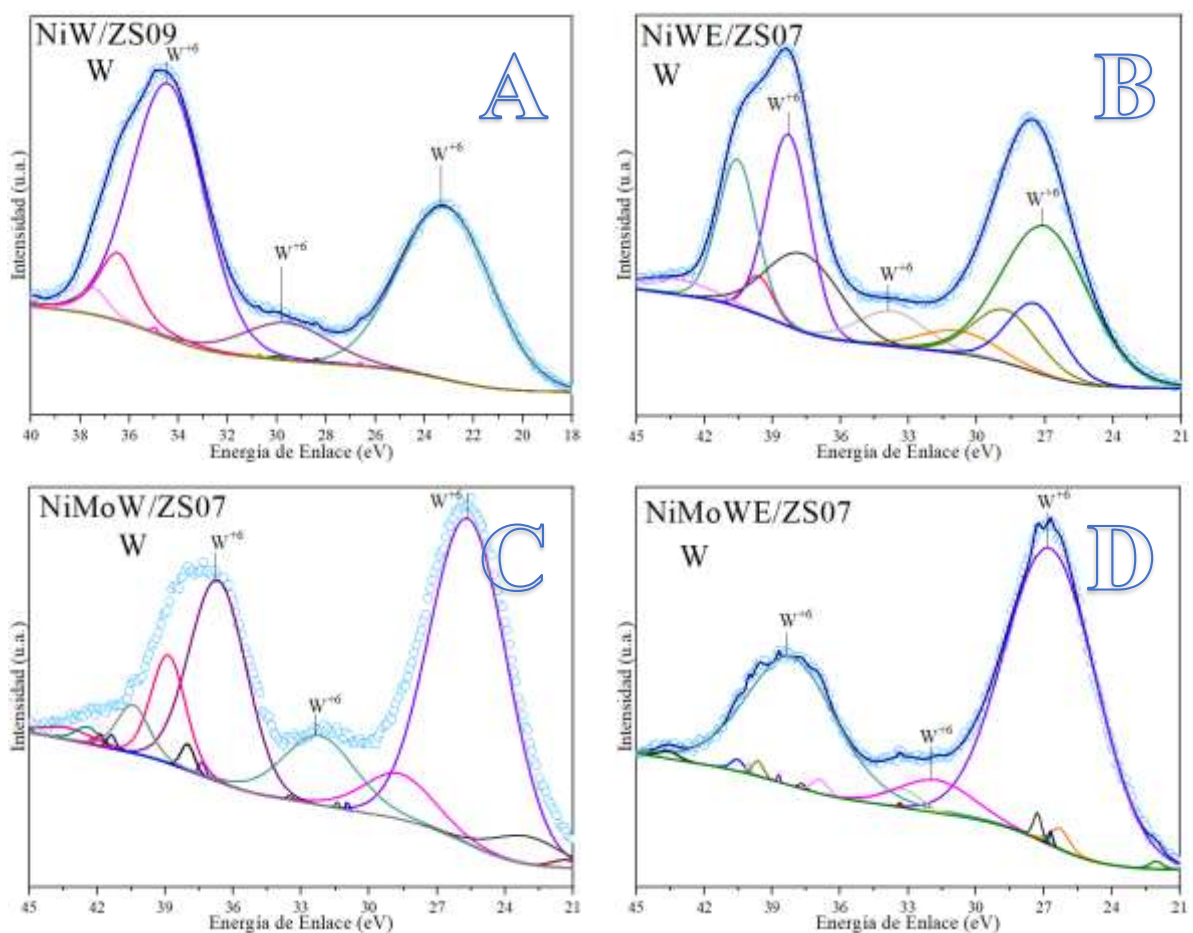 NiW/ZS09
W
W+6
W+6
W+6
A
Intensidad (u.a.)
40 38 36 34 32 30 28 26 24 22 20 18
Energía de Enlace (eV)
NiWE/ZS07
W
W+6
W+6
W+6
B
Intensidad (u.a.)
45 42 39 36 33 30 27 24 21
Energía de Enlace (eV)
NiMoW/ZS07
W
W+6
W+6
W+6
C
Intensidad (u.a.)
45 42 39 36 33 30 27 24 21
Energía de Enlace (eV)
NiMoWE/ZS07
W
W+6
W+6
W+6
D
Intensidad (u.a.)
45 42 39 36 33 30 27 24 21
Energía de Enlace (eV)